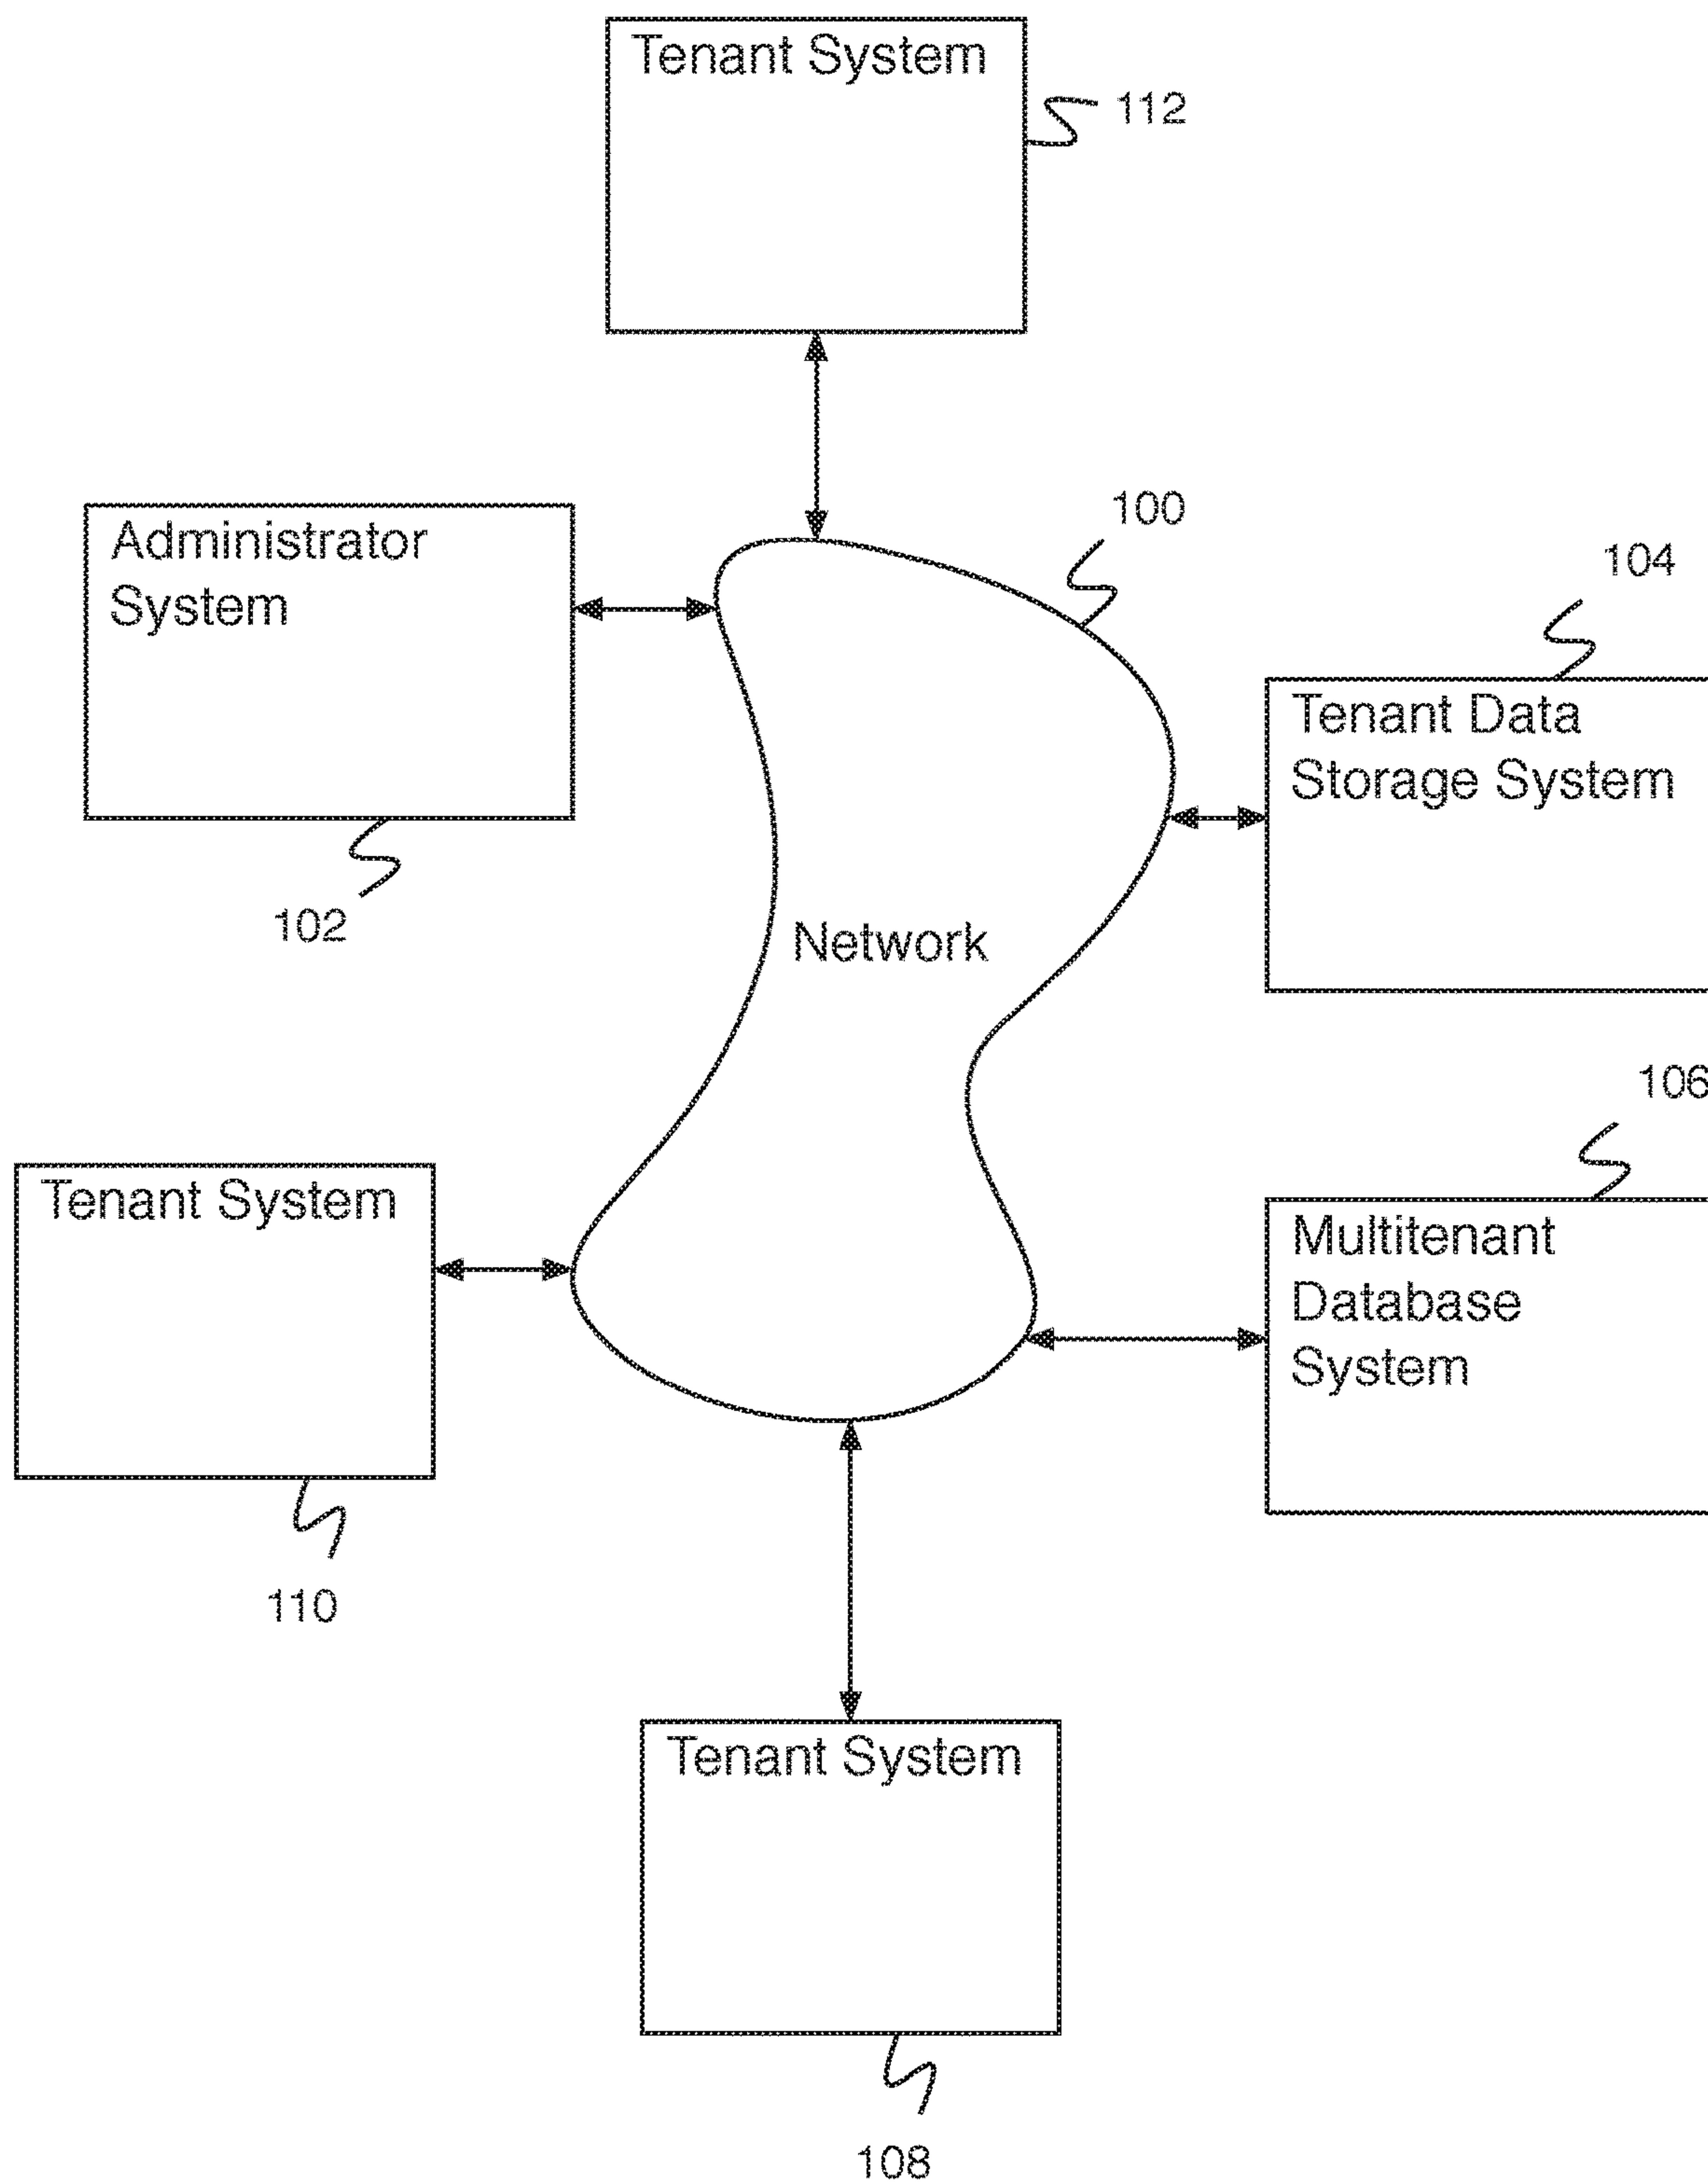 Tenant System
112
100
Administrator
System
104
Tenant Data
Storage System
102
Network
106
Tenant System
Multitenant
Database
System
110
Tenant System
108